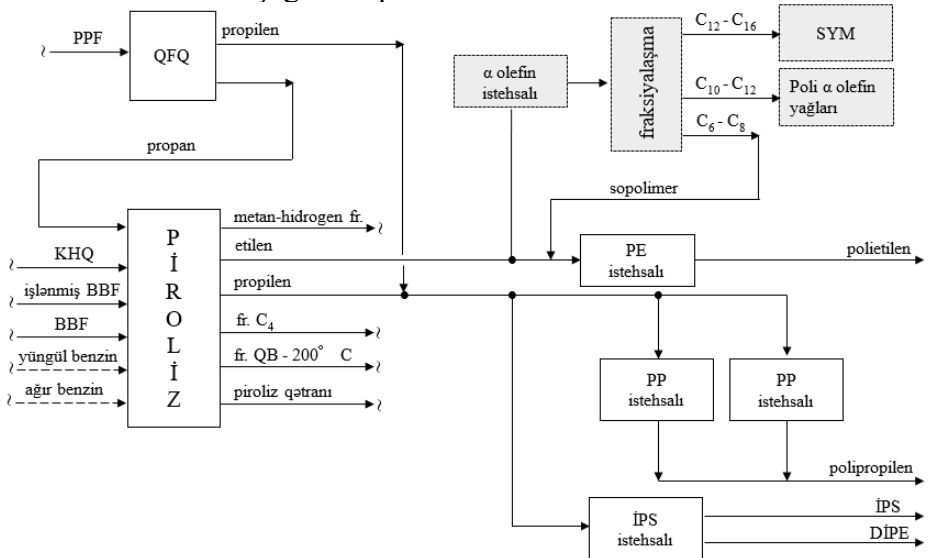 PPF
QFQ
propilen
propan
α olefin
istehsalı
fraksiyalaşma
C₁₂ - C₁₆
SYM
C₁₀ - C₁₂
Poli α olefin
yağları
C₆ - C₈
sopolimer
PİROLİZ
KHQ
işlənmiş BBF
BBF
yüngül benzin
ağır benzin
metan-hidrogen fr.
etilen
propilen
fr. C₄
fr. QB - 200° C
piroliz qətranı
PE
istehsalı
polietilen
PP
istehsalı
PP
istehsalı
polipropilen
İPS
istehsalı
İPS
DİPE